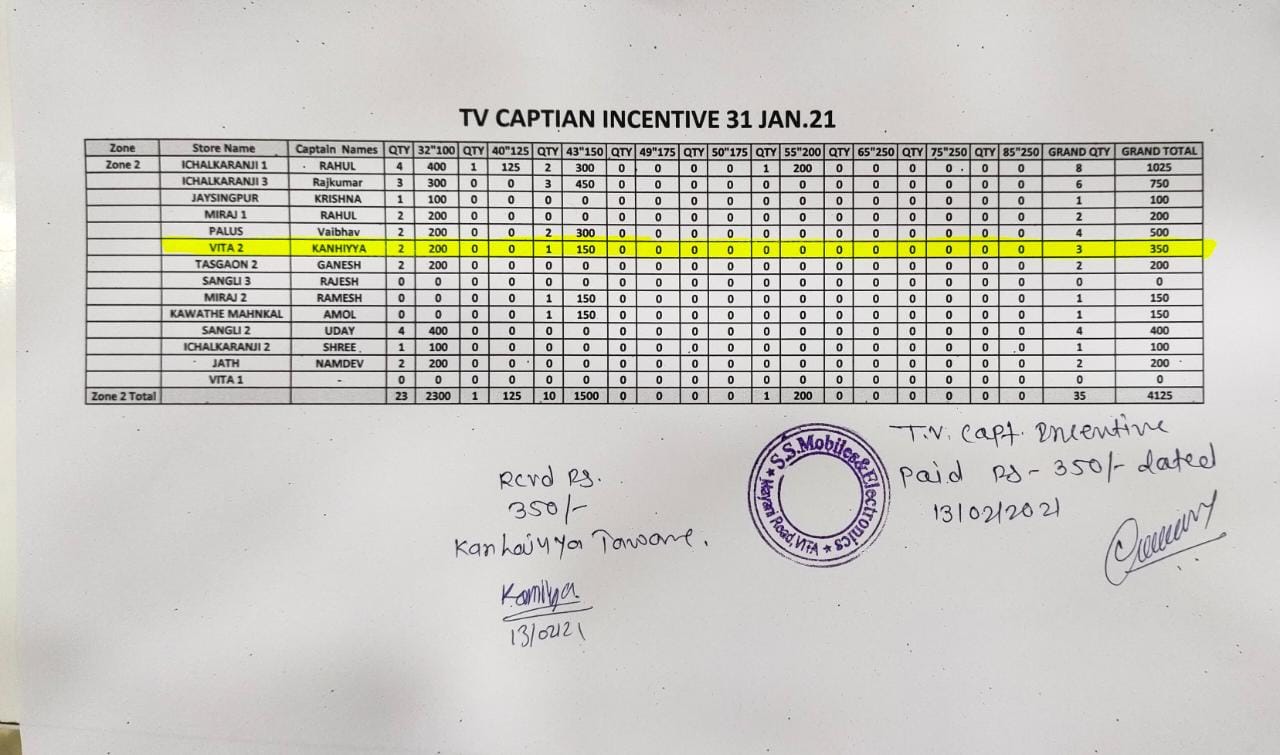 TV CAPTIAN INCENTIVE 31 JAN.21
Zone Store Name Captain Names QTY 32"100 QTY 40"125 QTY 43"150 QTY 49"175 QTY 50"175 QTY 55"200 QTY 65"250 QTY 75"250 QTY 85"250 GRAND QTY GRAND TOTAL
Zone 2 ICHALKARANJI 1 RAHUL 4 400 1 125 2 300 0 0 0 0 1 200 0 0 0 0 0 0 8 1025
ICHALKARANJI 3 Rajkumar 3 300 0 0 3 450 0 0 0 0 0 0 0 0 0 0 0 0 6 750
JAYSINGPUR KRISHNA 1 100 0 0 0 0 0 0 0 0 0 0 0 0 0 0 0 0 1 100
MIRAJ 1 RAHUL 2 200 0 0 0 0 0 0 0 0 0 0 0 0 0 0 0 0 2 200
PALUS Vaibhav 2 200 0 0 2 300 0 0 0 0 0 0 0 0 0 0 0 0 4 500
VITA 2 KANHIYYA 2 200 0 0 1 150 0 0 0 0 0 0 0 0 0 0 0 0 3 350
TASGAON 2 GANESH 2 200 0 0 0 0 0 0 0 0 0 0 0 0 0 0 0 0 2 200
SANGLI 3 RAJESH 0 0 0 0 0 0 0 0 0 0 0 0 0 0 0 0 0 0 0 0
MIRAJ 2 RAMESH 0 0 0 0 1 150 0 0 0 0 0 0 0 0 0 0 0 0 1 150
KAWATHE MAHNKAL AMOL 0 0 0 0 1 150 0 0 0 0 0 0 0 0 0 0 0 0 1 150
SANGLI 2 UDAY 4 400 0 0 0 0 0 0 0 0 0 0 0 0 0 0 0 0 4 400
ICHALKARANJI 2 SHREE 1 100 0 0 0 0 0 0 0 0 0 0 0 0 0 0 0 0 1 100
JATH NAMDEV 2 200 0 0 0 0 0 0 0 0 0 0 0 0 0 0 0 0 2 200
VITA 1 - 0 0 0 0 0 0 0 0 0 0 0 0 0 0 0 0 0 0 0 0
Zone 2 Total 23 2300 1 125 10 1500 0 0 0 0 1 200 0 0 0 0 0 0 35 4125
T.V. Capt. Incentive
Paid Rs - 350/- dated
13/02/2021
S.S.Mobiles&Electronics
★ Mayani Road,VITA ★
Rcvd Rs.
350/-
Kanhaiyya
13/02/21